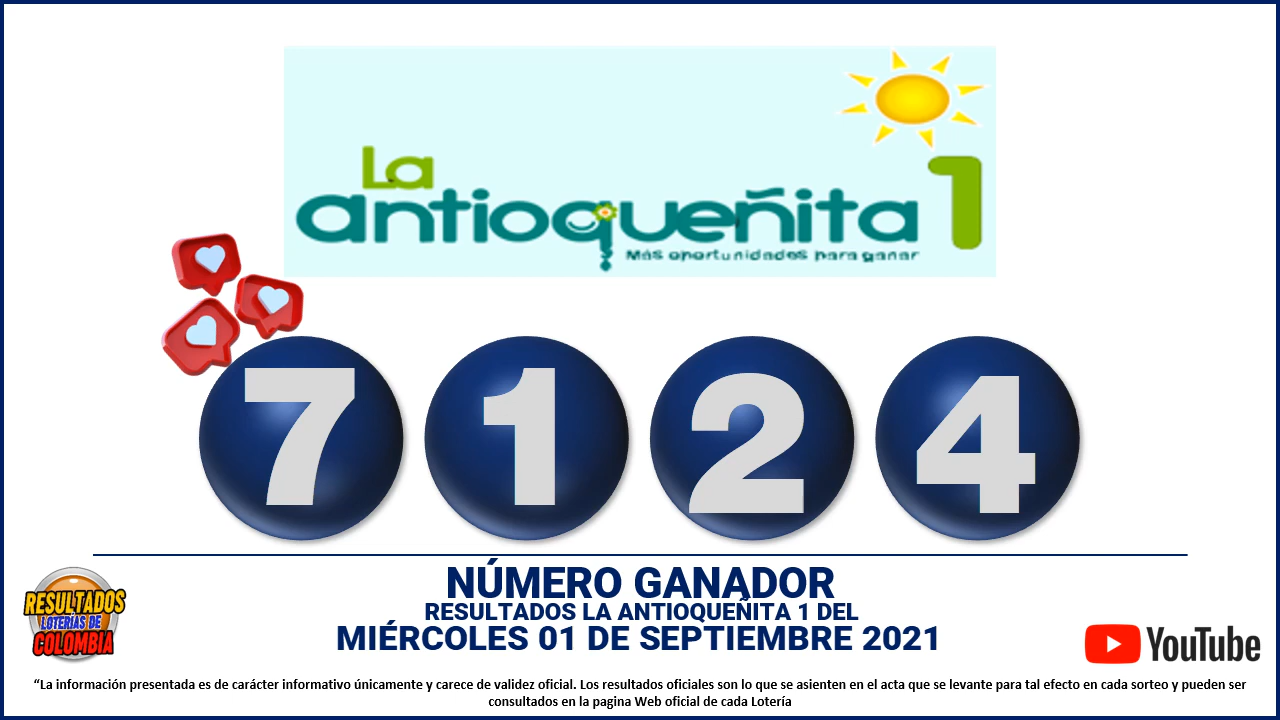 La
antioqueñita 1
Más oportunidades para ganar
7 1 2 4
NÚMERO GANADOR
RESULTADOS LA ANTIOQUEÑITA 1 DEL
MIÉRCOLES 01 DE SEPTIEMBRE 2021
RESULTADOS
LOTERÍAS DE
COLOMBIA
YouTube
“La información presentada es de carácter informativo únicamente y carece de validez oficial. Los resultados oficiales son lo que se asienten en el acta que se levante para tal efecto en cada sorteo y pueden ser
consultados en la pagina Web oficial de cada Lotería